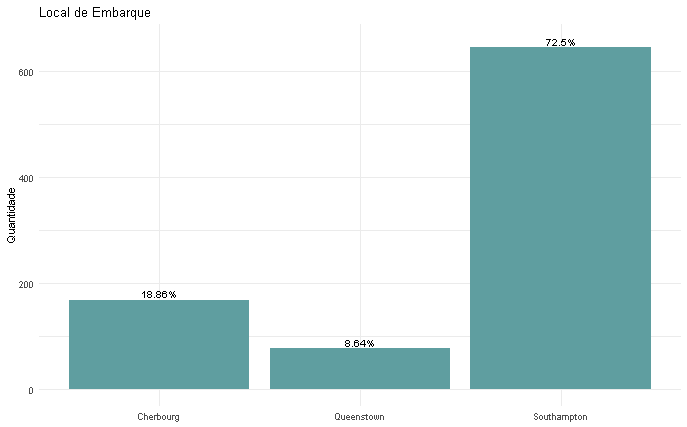 Local de Embarque
Quantidade
600
400
200
0
18.86%
8.64%
72.5%
Cherbourg
Queenstown
Southampton